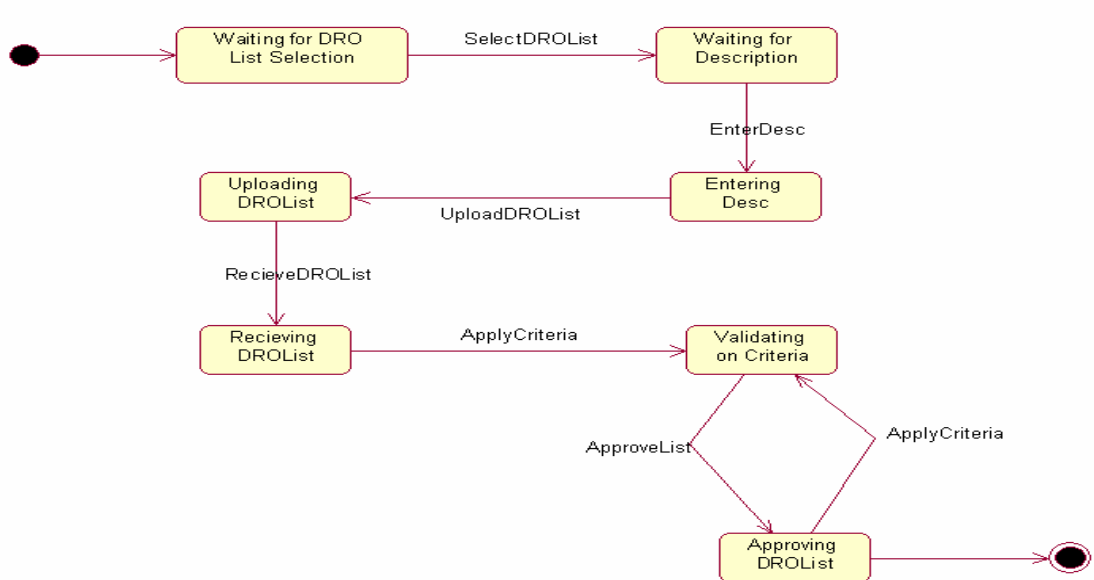 Waiting for DRO
List Selection
SelectDROList
Waiting for
Description
EnterDesc
Entering
Desc
UploadDROList
Uploading
DROList
RecieveDROList
Recieving
DROList
ApplyCriteria
Validating
on Criteria
ApproveList
ApplyCriteria
Approving
DROList